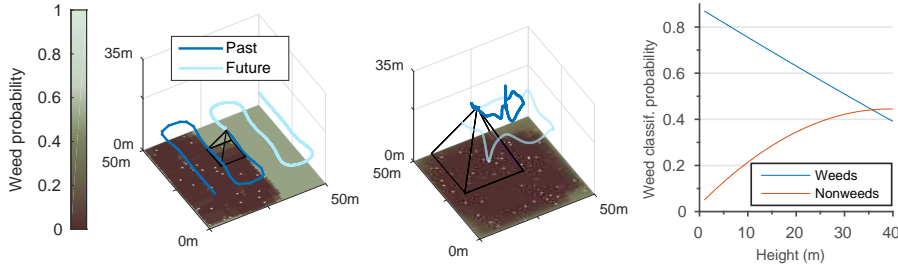 Weed probability
1
0.8
0.6
0.4
0.2
0
35m
0m
50m
0m
50m
Past
Future
35m
0m
50m
0m
50m
Weed classif. probability
0.8
0.6
0.4
0.2
0
0
10
20
30
40
Height (m)
Weeds
Nonweeds